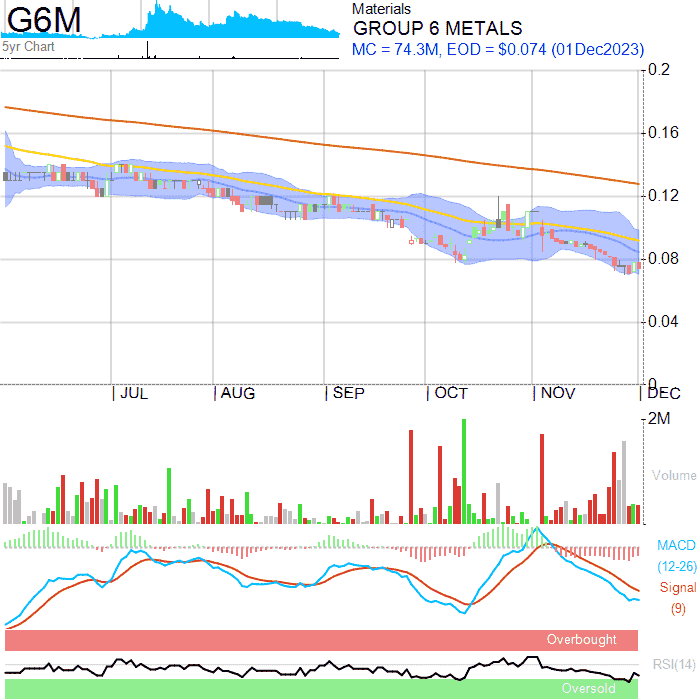 G6M
5yr Chart
Materials
GROUP 6 METALS
MC = 74.3M, EOD = $0.074 (01Dec2023)
0.2
0.16
0.12
0.08
0.04
0
JUL AUG SEP OCT NOV DEC
2M
Volume
MACD
(12-26)
Signal
(9)
Overbought
RSI(14)
Oversold